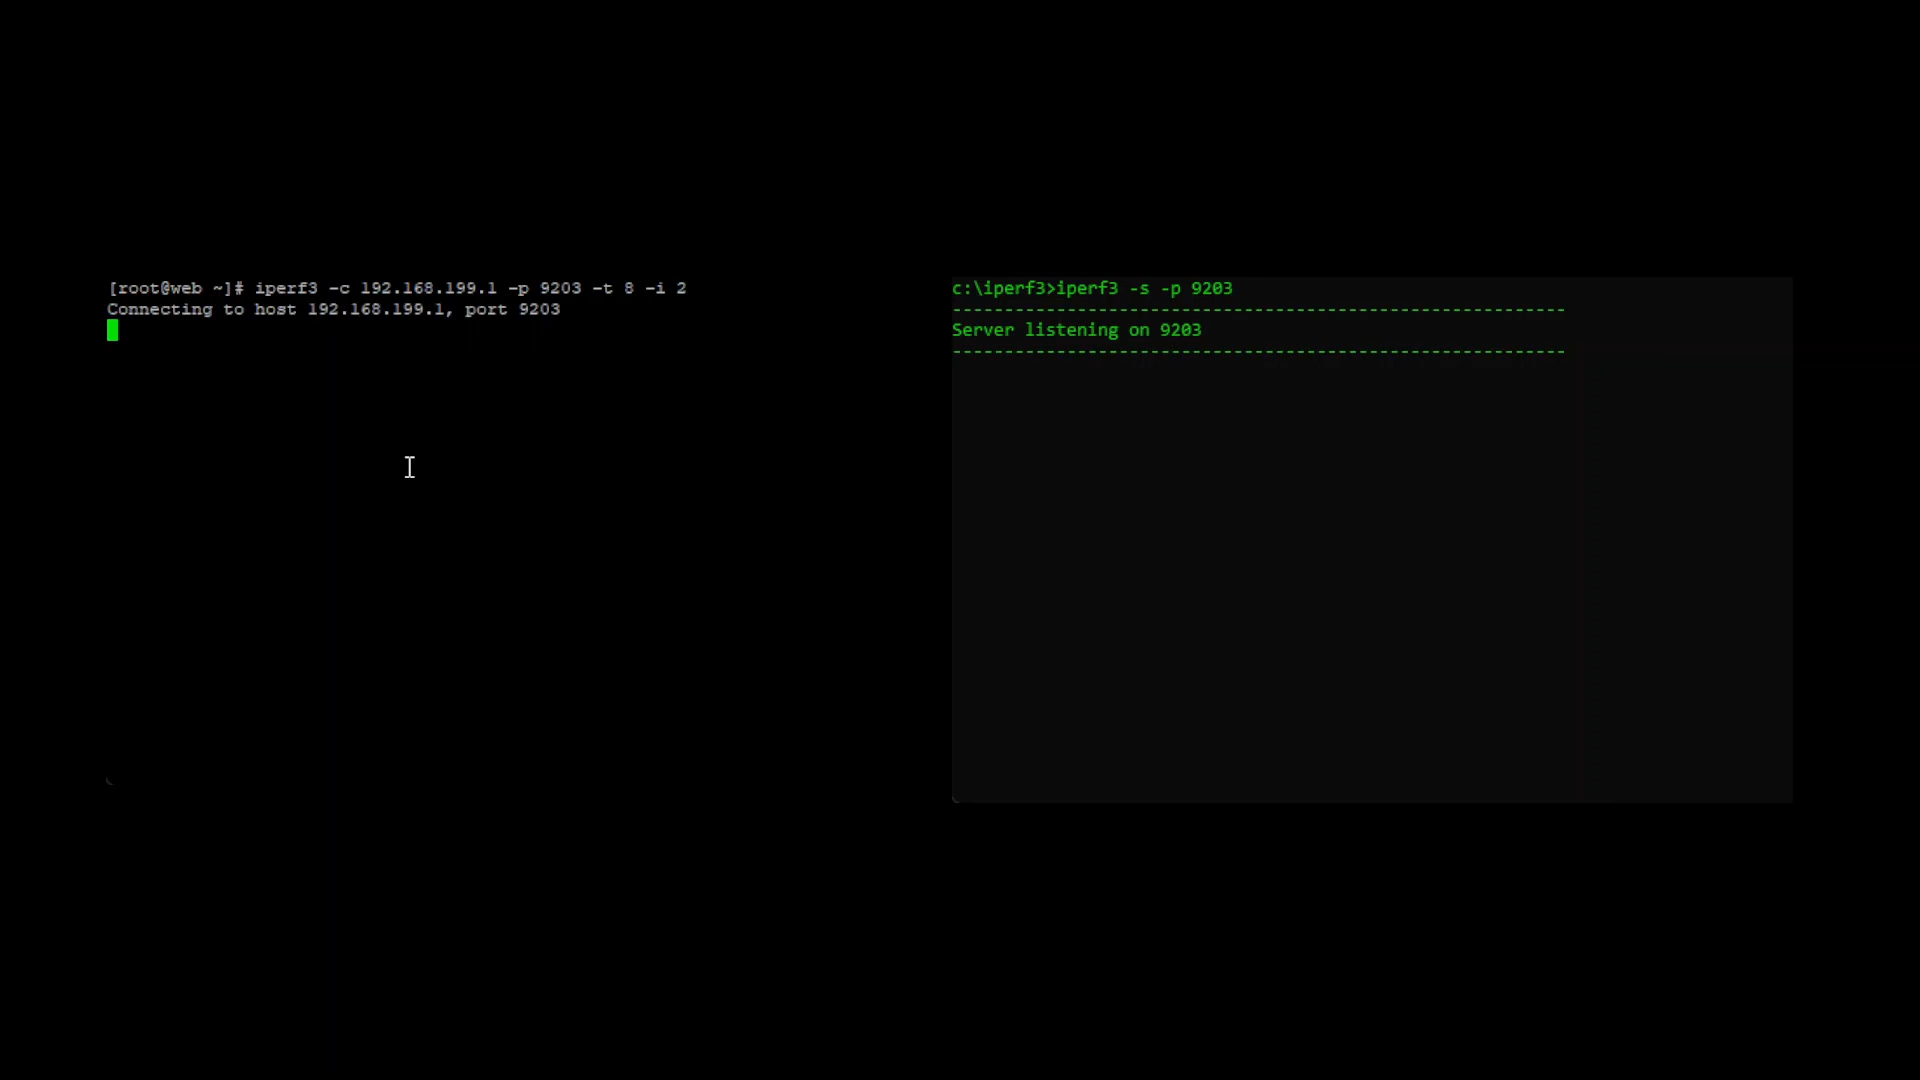 [root@web ~]# iperf3 -c 192.168.199.1 -p 9203 -t 8 -i 2
Connecting to host 192.168.199.1, port 9203
c:\iperf3>iperf3 -s -p 9203
-----------------------------------------------------------
Server listening on 9203
-----------------------------------------------------------